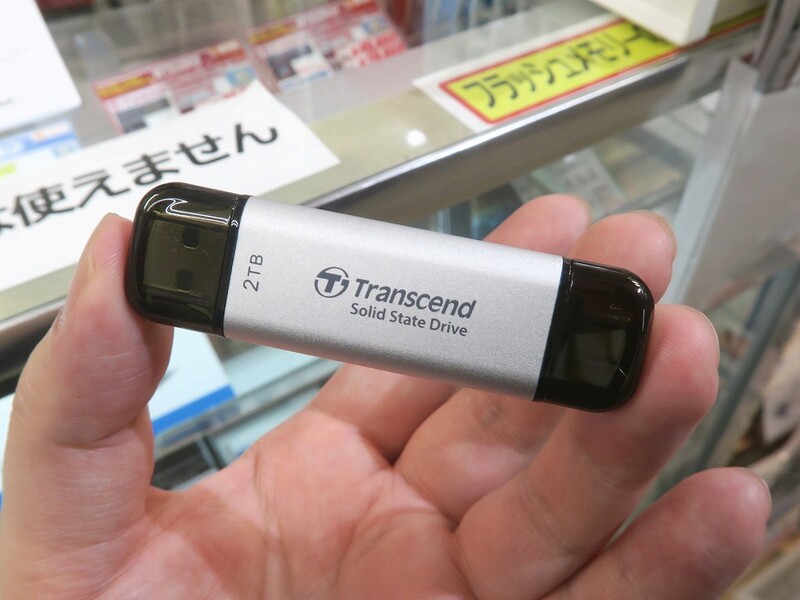 フラッシュメモリー
使えません
2TB
Transcend
Solid State Drive